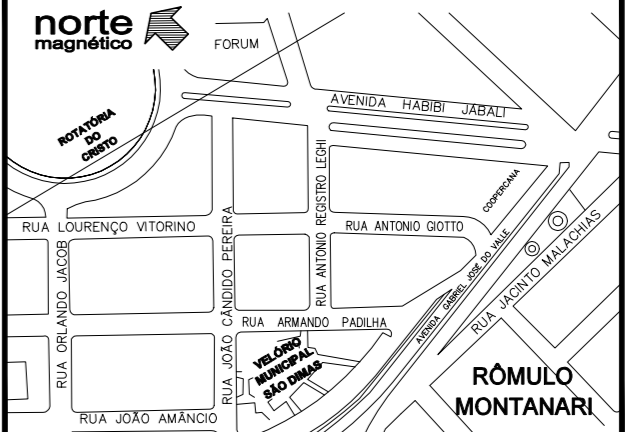 norte
magnético
FORUM
AVENIDA HABIBI JABALI
ROTATÓRIA
DO
CRISTO
RUA LOURENÇO VITORINO
RUA ORLANDO JACOB
RUA JOÃO CÂNDIDO PEREIRA
RUA ANTONIO REGISTRO LEGHI
RUA ANTONIO GIOTTO
COOPERCANA
AVENIDA GABRIEL JOSE DO VALLE
RUA JACINTO MALACHIAS
RUA ARMANDO PADILHA
VELÓRIO
MUNICIPAL
SÃO DIMAS
RUA JOÃO AMÂNCIO
RÔMULO
MONTANARI